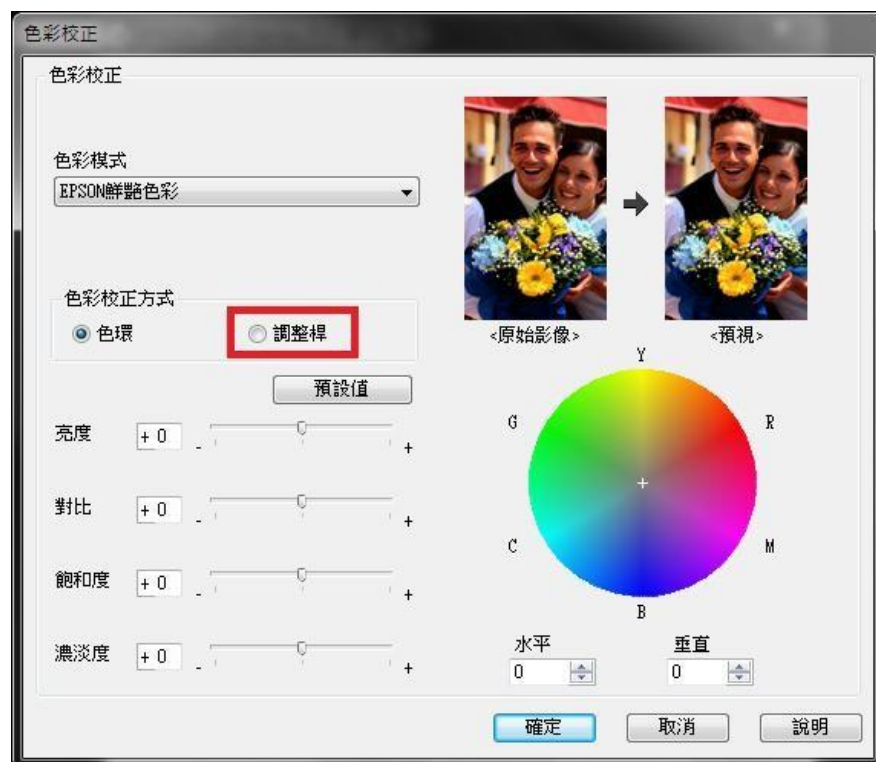 色彩校正
色彩校正
色彩模式
EPSON鮮豔色彩
色彩校正方式
色環
調整桿
預設值
亮度 + 0 - +
對比 + 0 - +
飽和度 + 0 - +
濃淡度 + 0 - +
<原始影像>
<預視>
Y
G R
C M
B
水平 垂直
0 0
確定 取消 說明